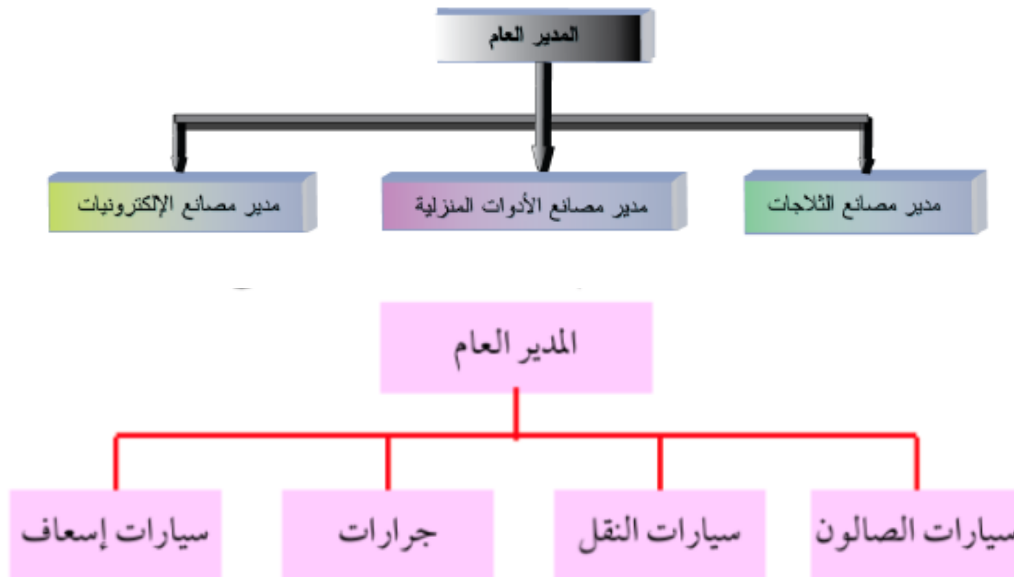 المدير العام
مدير مصانع الثلاجات
مدير مصانع الأدوات المنزلية
مدير مصانع الإلكترونيات
المدير العام
سيارات الصالون
سيارات النقل
جرارات
سيارات إسعاف